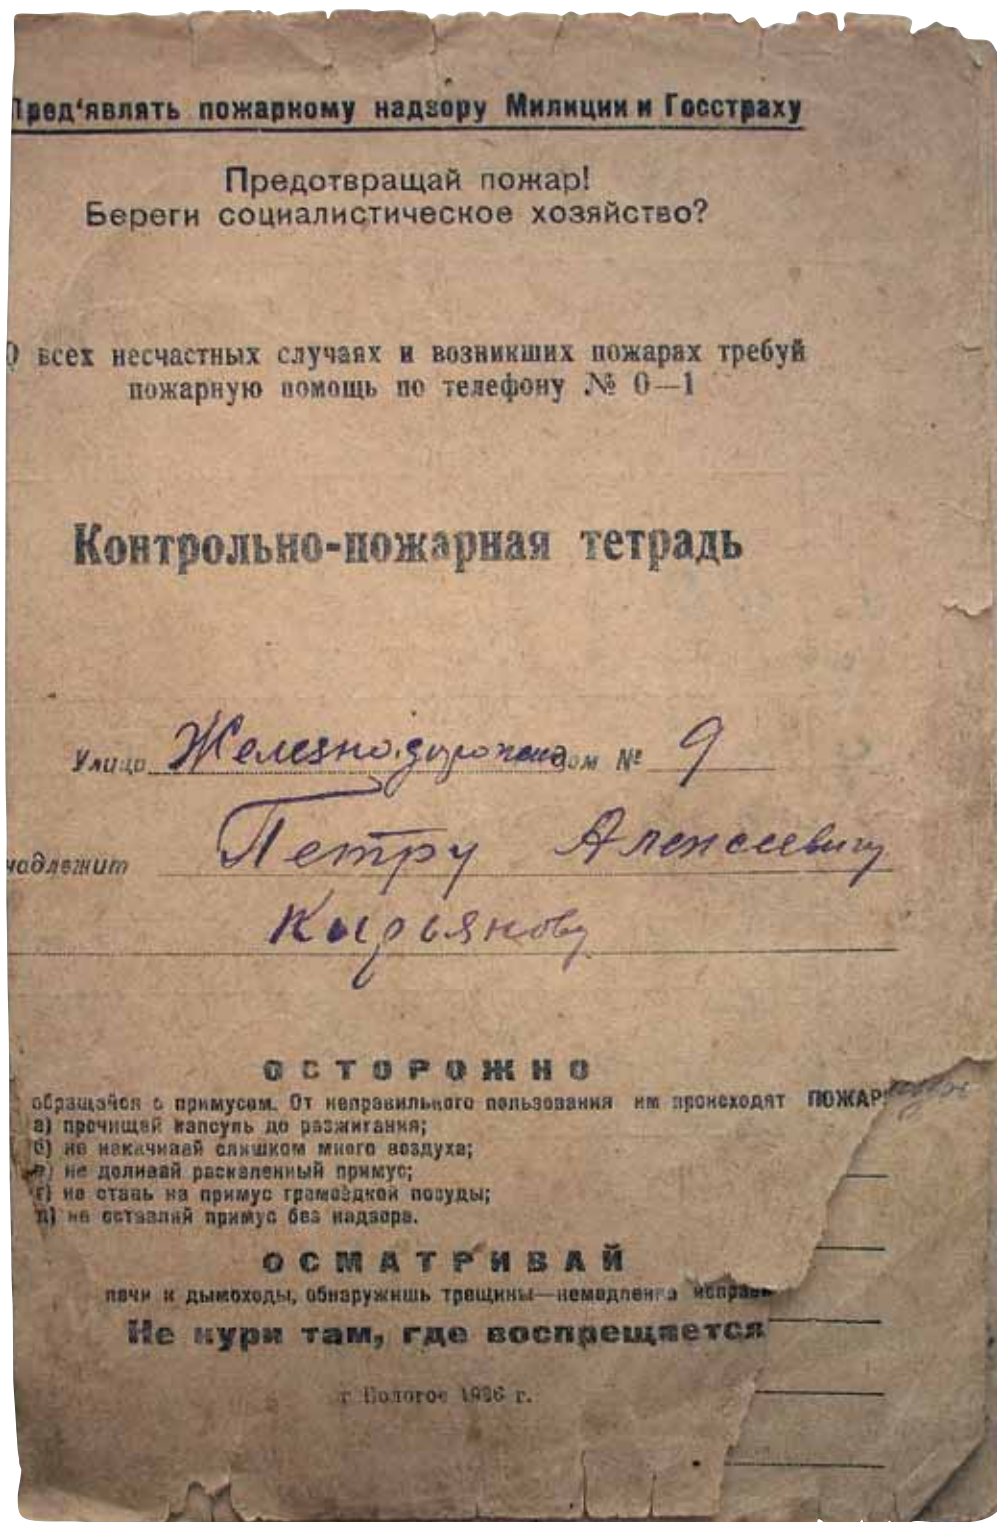 Пред‘являть пожарному надзору Милиции и Госстраху
Предотвращай пожар!
Береги социалистическое хозяйство?
О всех несчастных случаях и возникших пожарах требуй
пожарную помощь по телефону № 0—1
Контрольно-пожарная тетрадь
Улица Железнодорожная дом № 9
надлежит Петру Алексеевичу
Кырьянову
ОСТОРОЖНО
обращайся с примусом. От неправильного пользования им происходят ПОЖАР
а) прочищай капсуль до разжигания;
б) не накачивай слишком много воздуха;
в) не доливай раскаленный примус;
г) не ставь на примус громоздкой посуды;
д) не оставляй примус без надзора.
ОСМАТРИВАЙ
печи и дымоходы, обнаружишь трещины—немедленно исправь
Не кури там, где воспрещается
г. Бологое 1936 г.